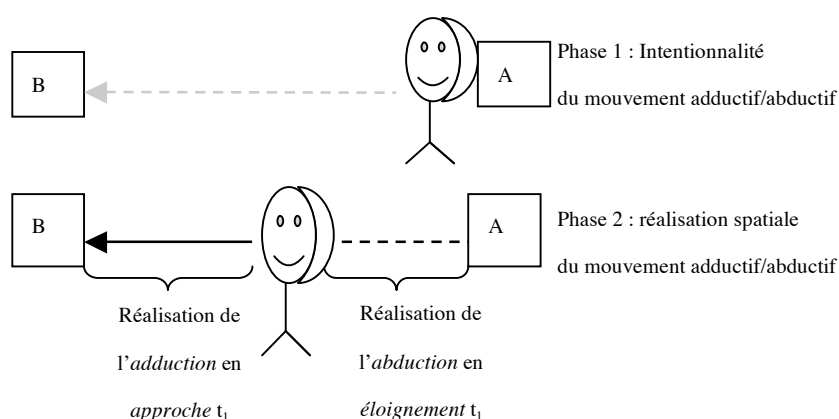 B
A
Phase 1 : Intentionnalité
du mouvement adductif/abductif
B
A
Phase 2 : réalisation spatiale
du mouvement adductif/abductif
Réalisation de
l’adduction en
approche t₁
Réalisation de
l’abduction en
éloignement t₁